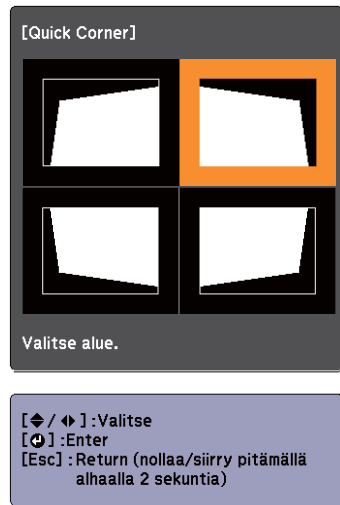 [Quick Corner]
Valitse alue.
[ / ] :Valitse
[ ] :Enter
[Esc] :Return (nollaa/siirry pitämällä
alhaalla 2 sekuntia)